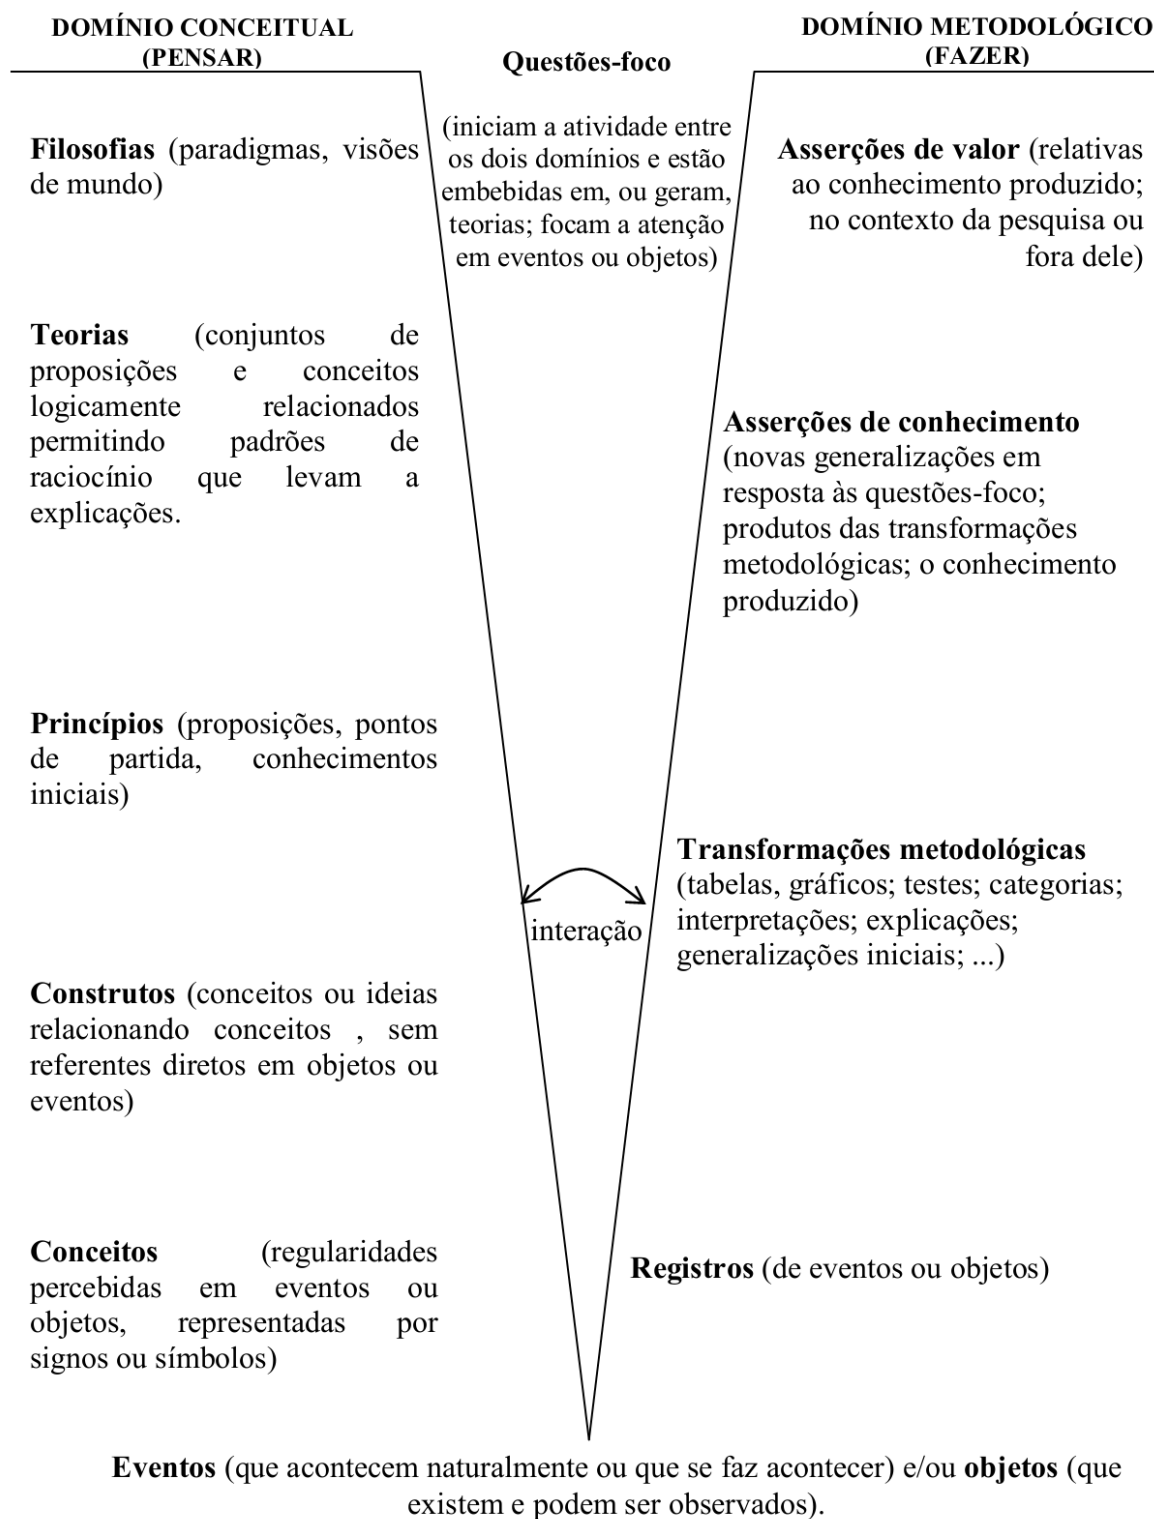 DOMÍNIO CONCEITUAL
(PENSAR)
Questões-foco
DOMÍNIO METODOLÓGICO
(FAZER)
(iniciam a atividade entre
os dois domínios e estão
embebidas em, ou geram,
teorias; focam a atenção
em eventos ou objetos)
Filosofias (paradigmas, visões
de mundo)
Teorias (conjuntos de
proposições e conceitos
logicamente relacionados
permitindo padrões de
raciocínio que levam a
explicações.
Princípios (proposições, pontos
de partida, conhecimentos
iniciais)
Construtos (conceitos ou ideias
relacionando conceitos , sem
referentes diretos em objetos ou
eventos)
Conceitos (regularidades
percebidas em eventos ou
objetos, representadas por
signos ou símbolos)
interação
Asserções de valor (relativas
ao conhecimento produzido;
no contexto da pesquisa ou
fora dele)
Asserções de conhecimento
(novas generalizações em
resposta às questões-foco;
produtos das transformações
metodológicas; o conhecimento
produzido)
Transformações metodológicas
(tabelas, gráficos; testes; categorias;
interpretações; explicações;
generalizações iniciais; ...)
Registros (de eventos ou objetos)
Eventos (que acontecem naturalmente ou que se faz acontecer) e/ou objetos (que
existem e podem ser observados).